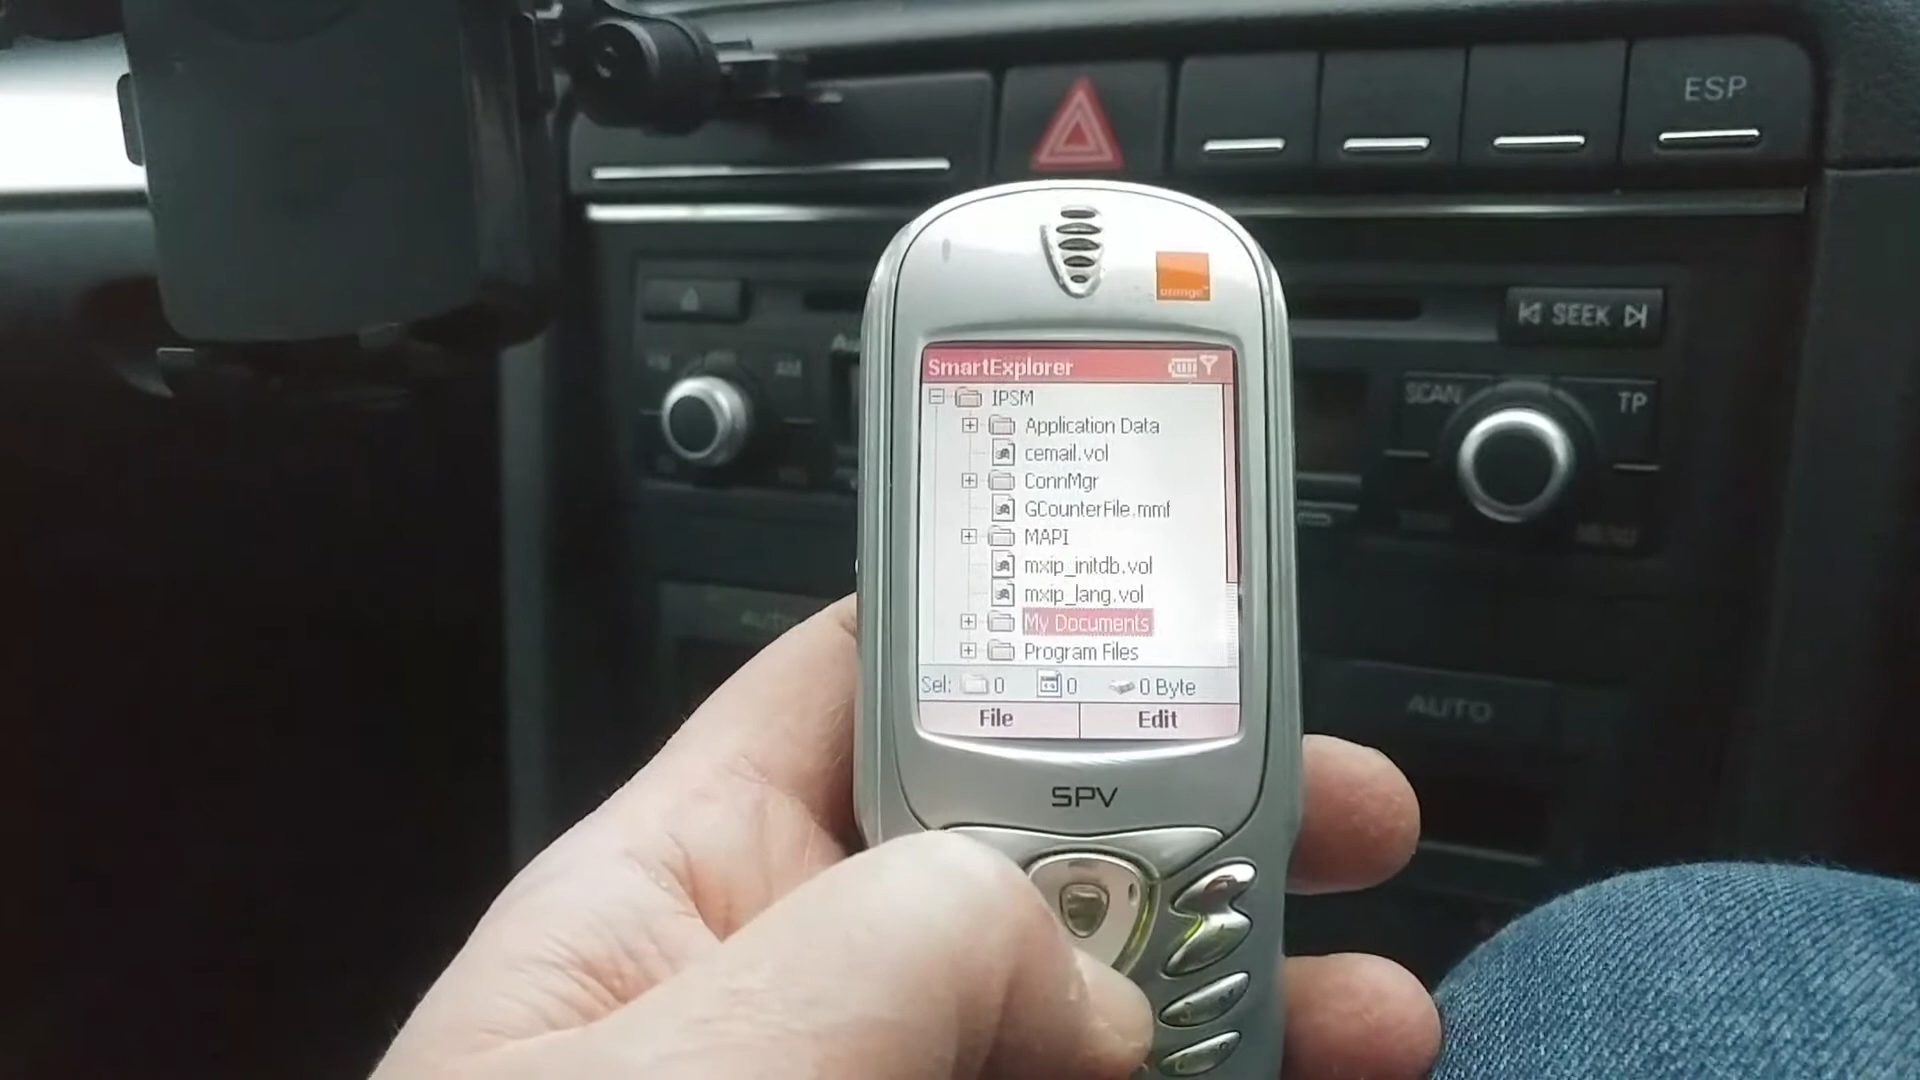 ESP
orange™
SEEK
SmartExplorer
IPSM
Application Data
cemail.vol
ConnMgr
GCounterFile.mmf
MAPI
mxip_initdb.vol
mxip_lang.vol
My Documents
Program Files
Sel: 0 0 0 Byte
File Edit
SCAN
TP
AUTO
SPV